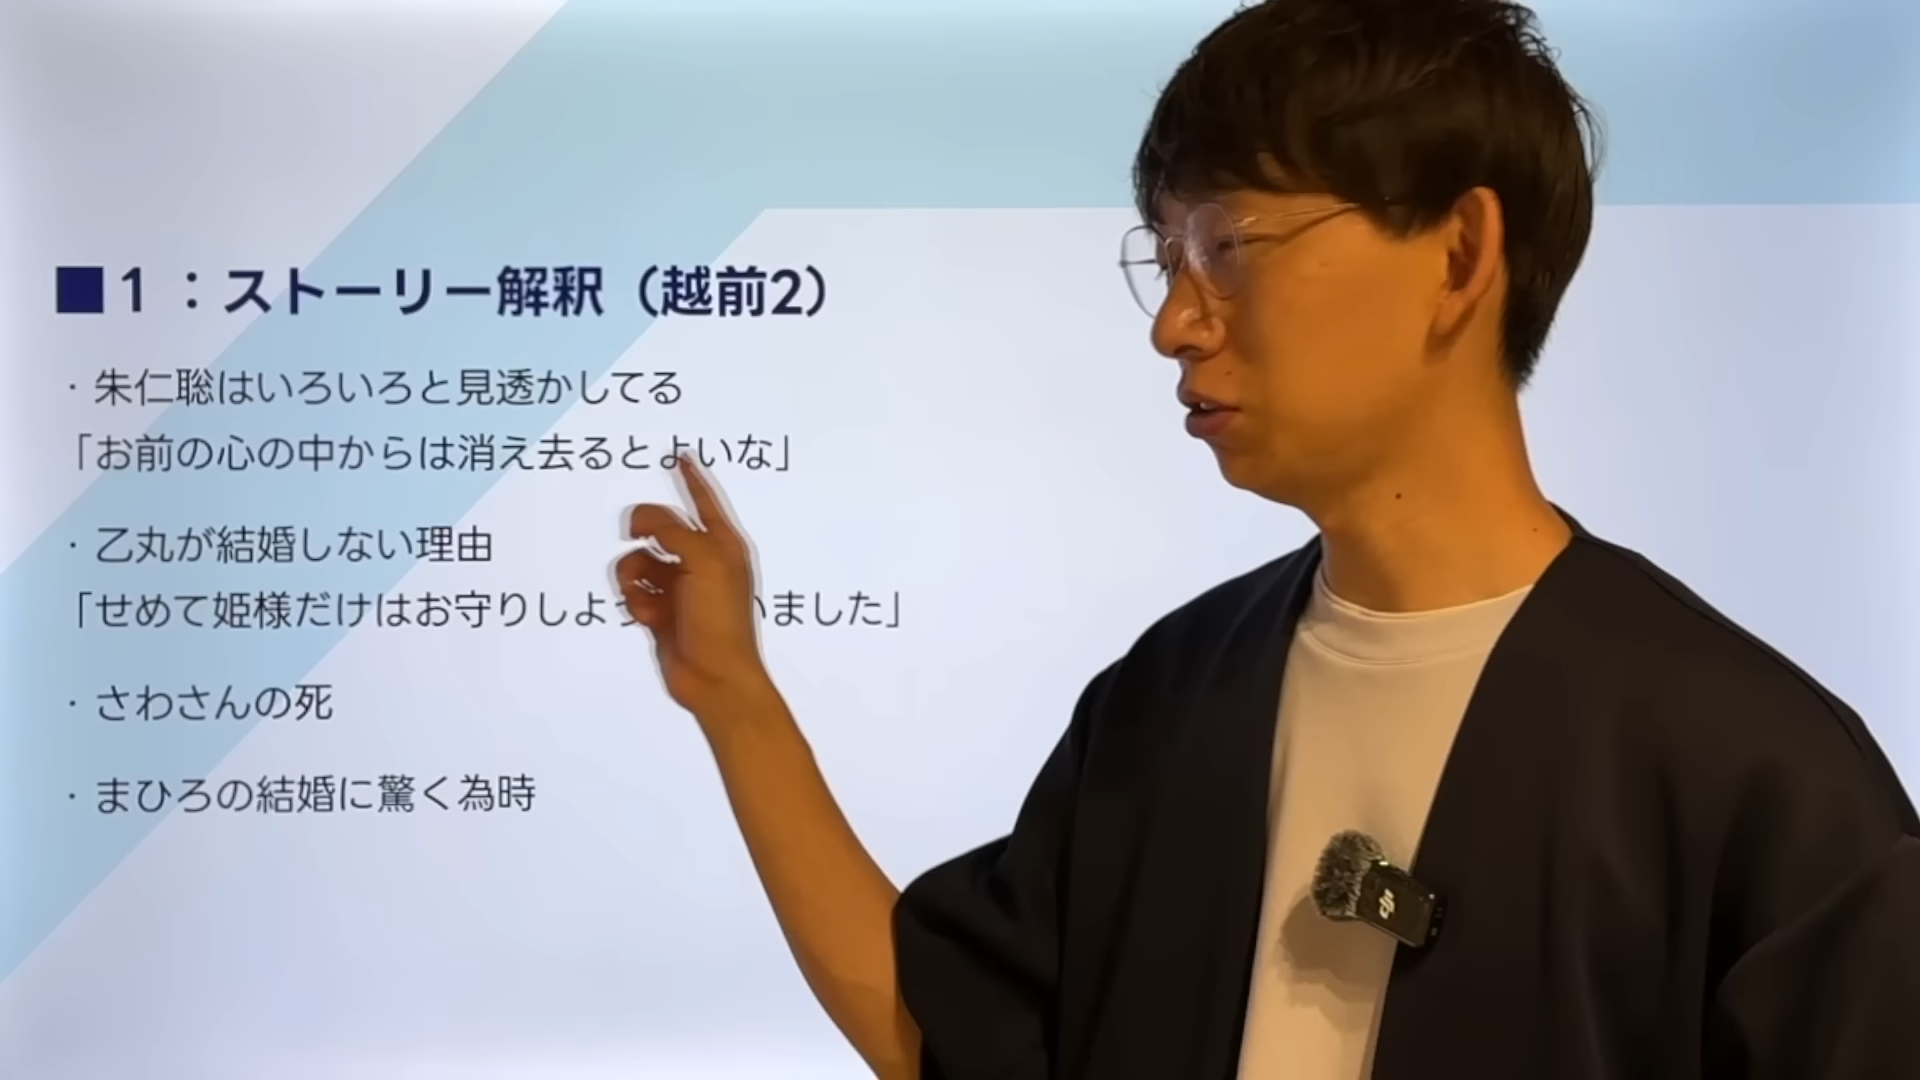 ■1：ストーリー解釈（越前2）
・朱仁聡はいろいろと見透かしてる
「お前の心の中からは消え去るとよいな」
・乙丸が結婚しない理由
「せめて姫様だけはお守りしよ いました」
・さわさんの死
・まひろの結婚に驚く為時
dji